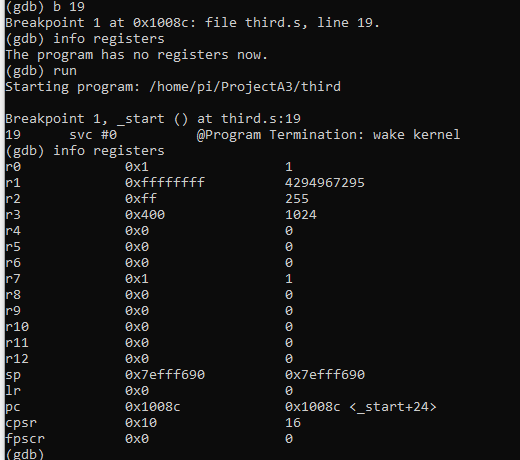 (gdb) b 19
Breakpoint 1 at 0x1008c: file third.s, line 19.
(gdb) info registers
The program has no registers now.
(gdb) run
Starting program: /home/pi/ProjectA3/third
Breakpoint 1, _start () at third.s:19
19 svc #0 @Program Termination: wake kernel
(gdb) info registers
r0 0x1 1
r1 0xffffffff 4294967295
r2 0xff 255
r3 0x400 1024
r4 0x0 0
r5 0x0 0
r6 0x0 0
r7 0x1 1
r8 0x0 0
r9 0x0 0
r10 0x0 0
r11 0x0 0
r12 0x0 0
sp 0x7efff690 0x7efff690
lr 0x0 0
pc 0x1008c 0x1008c <_start+24>
cpsr 0x10 16
fpscr 0x0 0
(gdb)